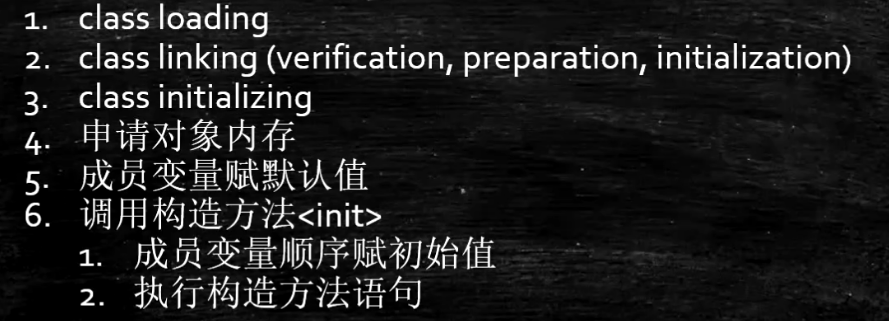 1. class loading
2. class linking (verification, preparation, initialization)
3. class initializing
4. 申请对象内存
5. 成员变量赋默认值
6. 调用构造方法<init>
1. 成员变量顺序赋初始值
2. 执行构造方法语句